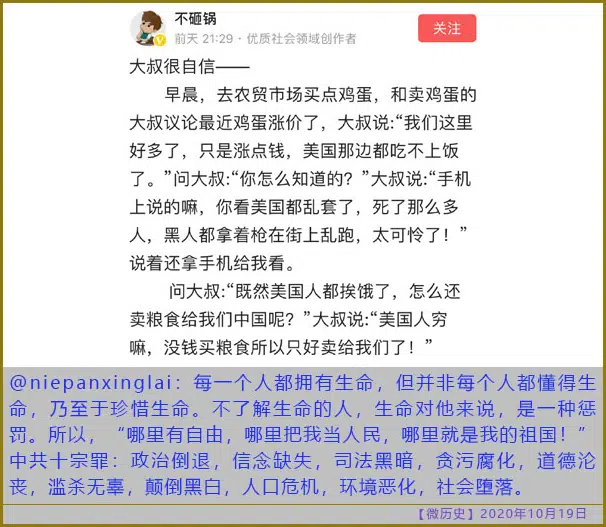 不砸锅
前天 21:29 · 优质社会领域创作者
关注
大叔很自信——
早晨，去农贸市场买点鸡蛋，和卖鸡蛋的
大叔议论最近鸡蛋涨价了，大叔说:“我们这里
好多了，只是涨点钱，美国那边都吃不上饭
了。”问大叔:“你怎么知道的？”大叔说:“手机
上说的嘛，你看美国都乱套了，死了那么多
人，黑人都拿着枪在街上乱跑，太可怜了！”
说着还拿手机给我看。
问大叔:“既然美国人都挨饿了，怎么还
卖粮食给我们中国呢？”大叔说:“美国人穷
嘛，没钱买粮食所以只好卖给我们了！”
@niepanxinglai：每一个人都拥有生命，但并非每个人都懂得生
命，乃至于珍惜生命。不了解生命的人，生命对他来说，是一种惩
罚。所以，“哪里有自由，哪里把我当人民，哪里就是我的祖国！”
中共十宗罪：政治倒退，信念缺失，司法黑暗，贪污腐化，道德沦
丧，滥杀无辜，颠倒黑白，人口危机，环境恶化，社会堕落。
【微历史】2020年10月19日